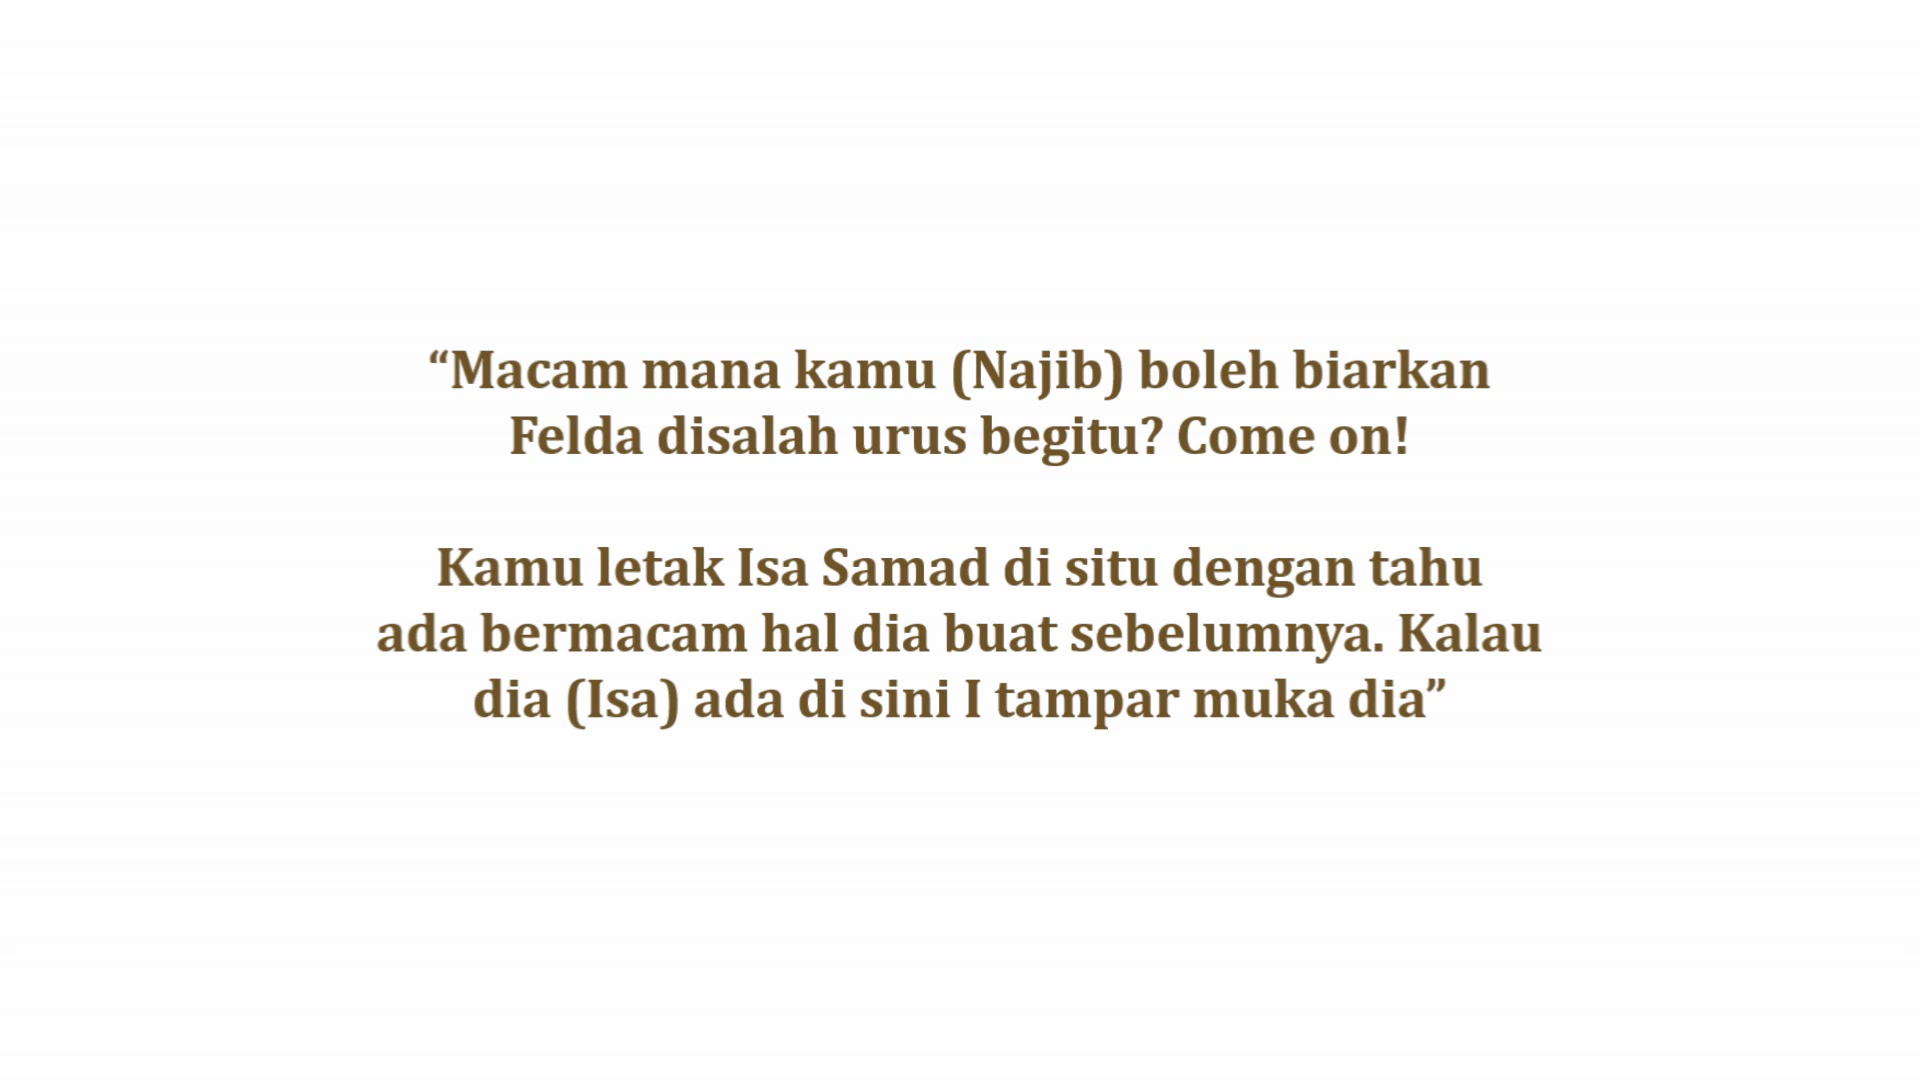 “Macam mana kamu (Najib) boleh biarkan
Felda disalah urus begitu? Come on!
Kamu letak Isa Samad di situ dengan tahu
ada bermacam hal dia buat sebelumnya. Kalau
dia (Isa) ada di sini I tampar muka dia”